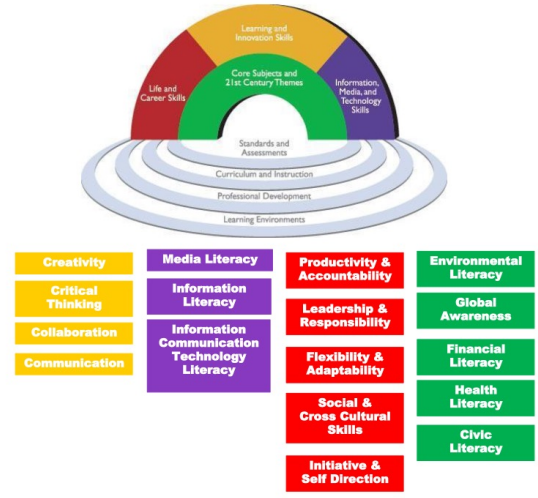 Learning and
Innovation Skills
Core Subjects and
21st Century Themes
Life and
Career Skills
Information,
Media, and
Technology
Skills
Standards and
Assessments
Curriculum and Instruction
Professional Development
Learning Environments
Creativity
Critical
Thinking
Collaboration
Communication
Media Literacy
Information
Literacy
Information
Communication
Technology
Literacy
Productivity &
Accountability
Leadership &
Responsibility
Flexibility &
Adaptability
Social &
Cross Cultural
Skills
Initiative &
Self Direction
Environmental
Literacy
Global
Awareness
Financial
Literacy
Health
Literacy
Civic
Literacy